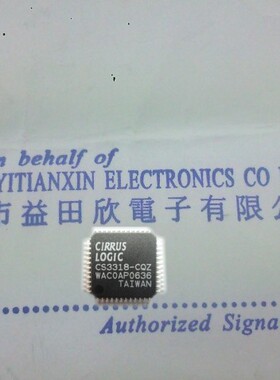 n behalf of
YITIANXIN ELECTRONICS CO
市益田欣電子有限
CIRRUS
LOGIC
CS3318-CQZ
WAC0AP0636
TAIWAN
Authorized Signa